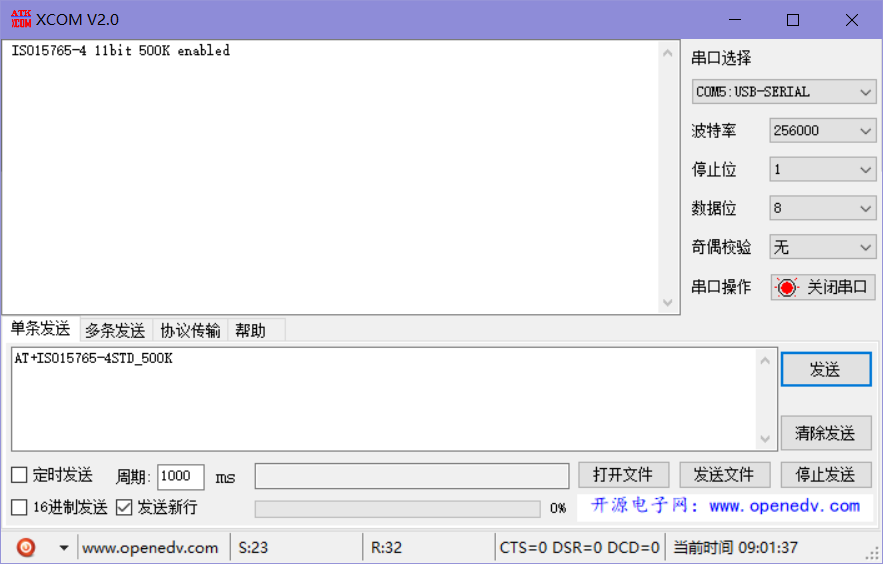 ATK XCOM XCOM V2.0
ISO15765-4 11bit 500K enabled
串口选择
COM5:USB-SERIAL
波特率 256000
停止位 1
数据位 8
奇偶校验 无
串口操作 关闭串口
单条发送 多条发送 协议传输 帮助
AT+ISO15765-4STD_500K
发送
清除发送
定时发送 周期: 1000 ms 打开文件 发送文件 停止发送
16进制发送 发送新行 0% 开源电子网: www.openedv.com
www.openedv.com S:23 R:32 CTS=0 DSR=0 DCD=0 当前时间 09:01:37